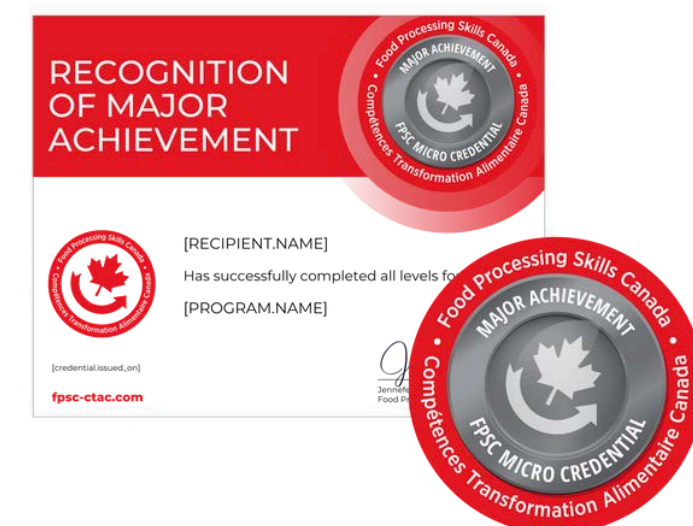 RECOGNITION
OF MAJOR
ACHIEVEMENT
Food Processing Skills Canada
MAJOR ACHIEVEMENT
FPSC MICRO CREDENTIAL
Compétences Transformation Alimentaire Canada
[RECIPIENT.NAME]
Has successfully completed all levels for
[PROGRAM.NAME]
Food Processing Skills Canada
Compétences Transformation Alimentaire Canada
[credential.issued_on]
fpsc-ctac.com
Food Processing Skills Canada
MAJOR ACHIEVEMENT
FPSC MICRO CREDENTIAL
Compétences Transformation Alimentaire Canada